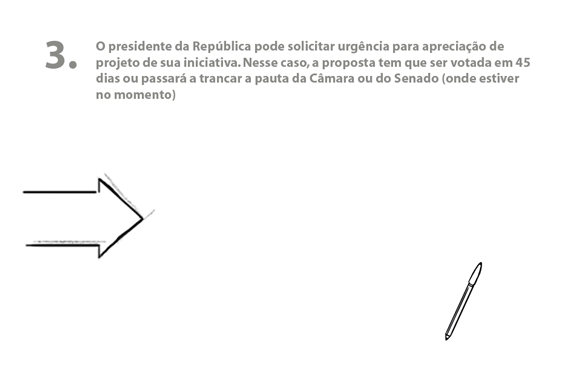 3. O presidente da República pode solicitar urgência para apreciação de
projeto de sua iniciativa. Nesse caso, a proposta tem que ser votada em 45
dias ou passará a trancar a pauta da Câmara ou do Senado (onde estiver
no momento)